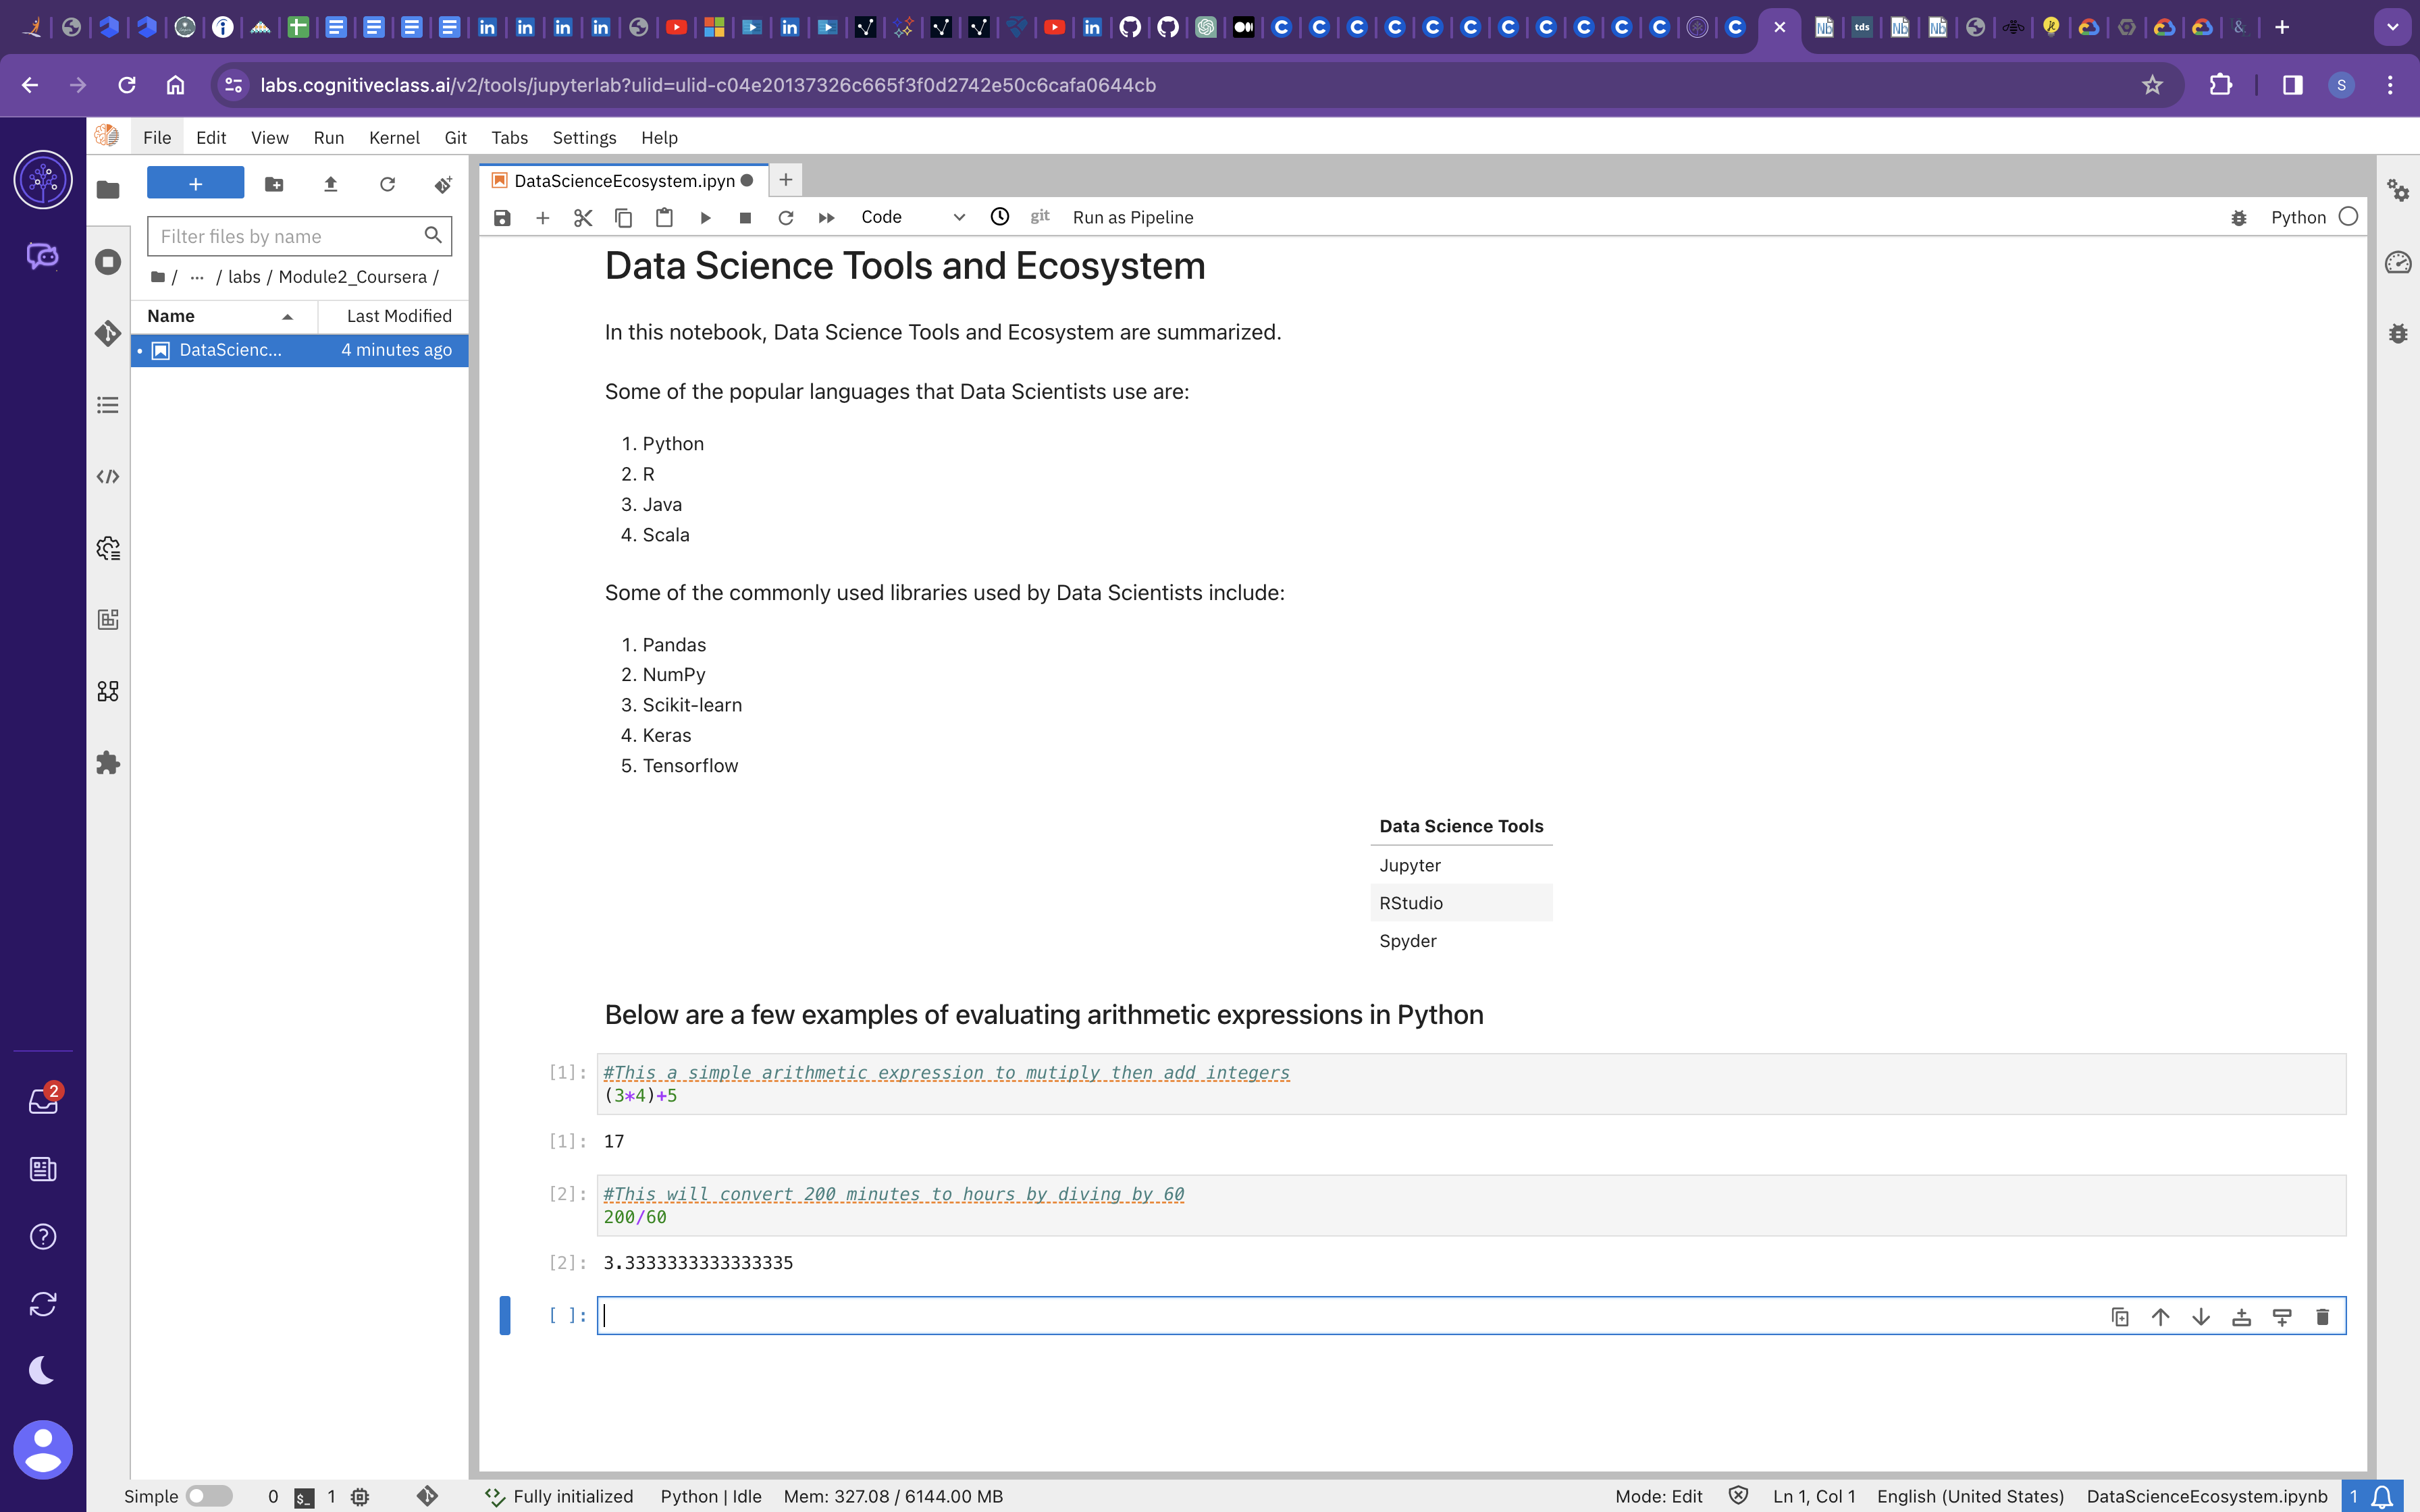 labs.cognitiveclass.ai/v2/tools/jupyterlab?ulid=ulid-c04e20137326c665f3f0d2742e50c6cafa0644cb
S
File Edit View Run Kernel Git Tabs Settings Help
DataScienceEcosystem.ipyn
Code git Run as Pipeline Python
Filter files by name
/ ... / labs / Module2_Coursera /
Name Last Modified
DataScienc... 4 minutes ago
Data Science Tools and Ecosystem
In this notebook, Data Science Tools and Ecosystem are summarized.
Some of the popular languages that Data Scientists use are:
1. Python
2. R
3. Java
4. Scala
Some of the commonly used libraries used by Data Scientists include:
1. Pandas
2. NumPy
3. Scikit-learn
4. Keras
5. Tensorflow
Data Science Tools
Jupyter
RStudio
Spyder
Below are a few examples of evaluating arithmetic expressions in Python
[1]: #This a simple arithmetic expression to mutiply then add integers
(3*4)+5
[1]: 17
[2]: #This will convert 200 minutes to hours by diving by 60
200/60
[2]: 3.3333333333333335
[ ]:
2
Simple 0 $_ 1 Fully initialized Python | Idle Mem: 327.08 / 6144.00 MB Mode: Edit Ln 1, Col 1 English (United States) DataScienceEcosystem.ipynb 1